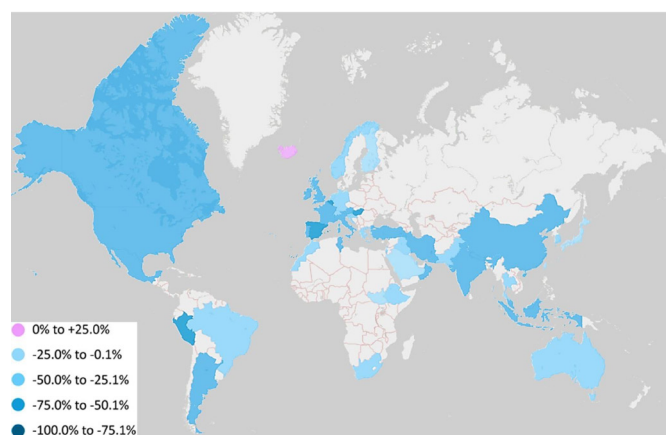 0% to +25.0%
-25.0% to -0.1%
-50.0% to -25.1%
-75.0% to -50.1%
-100.0% to -75.1%